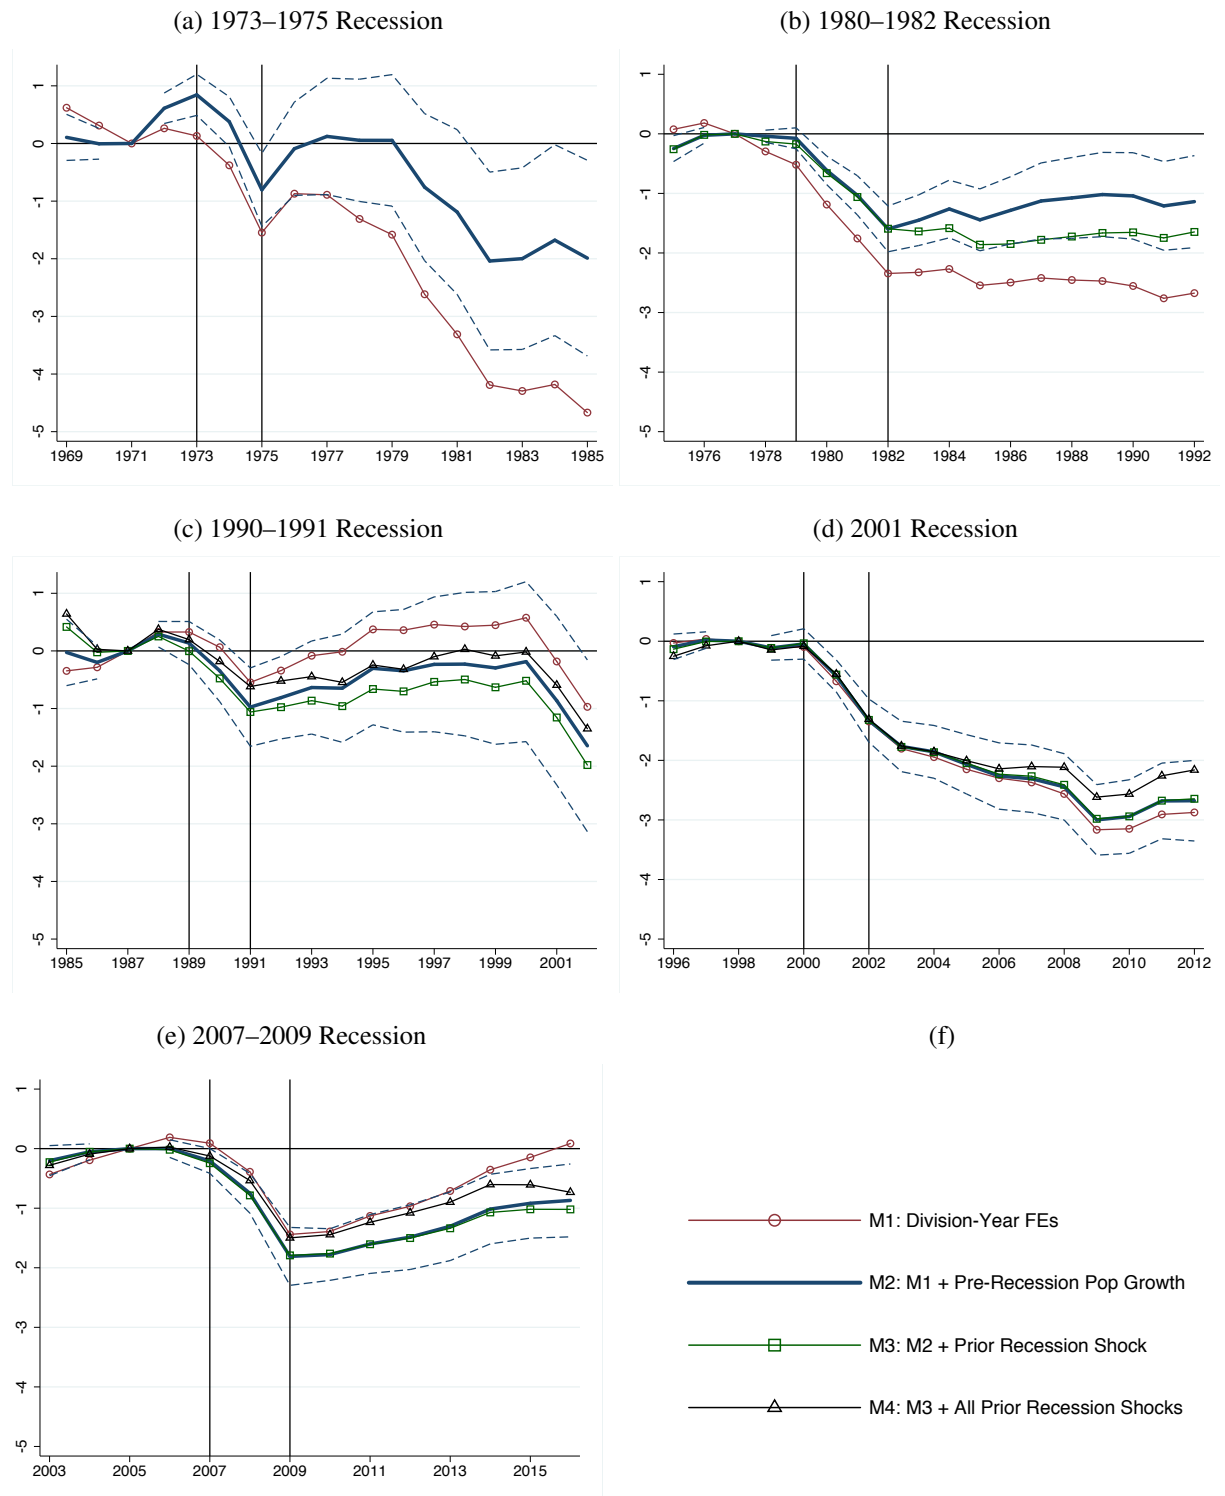 (a) 1973–1975 Recession
1
0
-1
-2
-3
-4
-5
1969 1971 1973 1975 1977 1979 1981 1983 1985
(b) 1980–1982 Recession
1
0
-1
-2
-3
-4
-5
1976 1978 1980 1982 1984 1986 1988 1990 1992
(c) 1990–1991 Recession
1
0
-1
-2
-3
-4
-5
1985 1987 1989 1991 1993 1995 1997 1999 2001
(d) 2001 Recession
1
0
-1
-2
-3
-4
-5
1996 1998 2000 2002 2004 2006 2008 2010 2012
(e) 2007–2009 Recession
1
0
-1
-2
-3
-4
-5
2003 2005 2007 2009 2011 2013 2015
(f)
M1: Division-Year FEs
M2: M1 + Pre-Recession Pop Growth
M3: M2 + Prior Recession Shock
M4: M3 + All Prior Recession Shocks